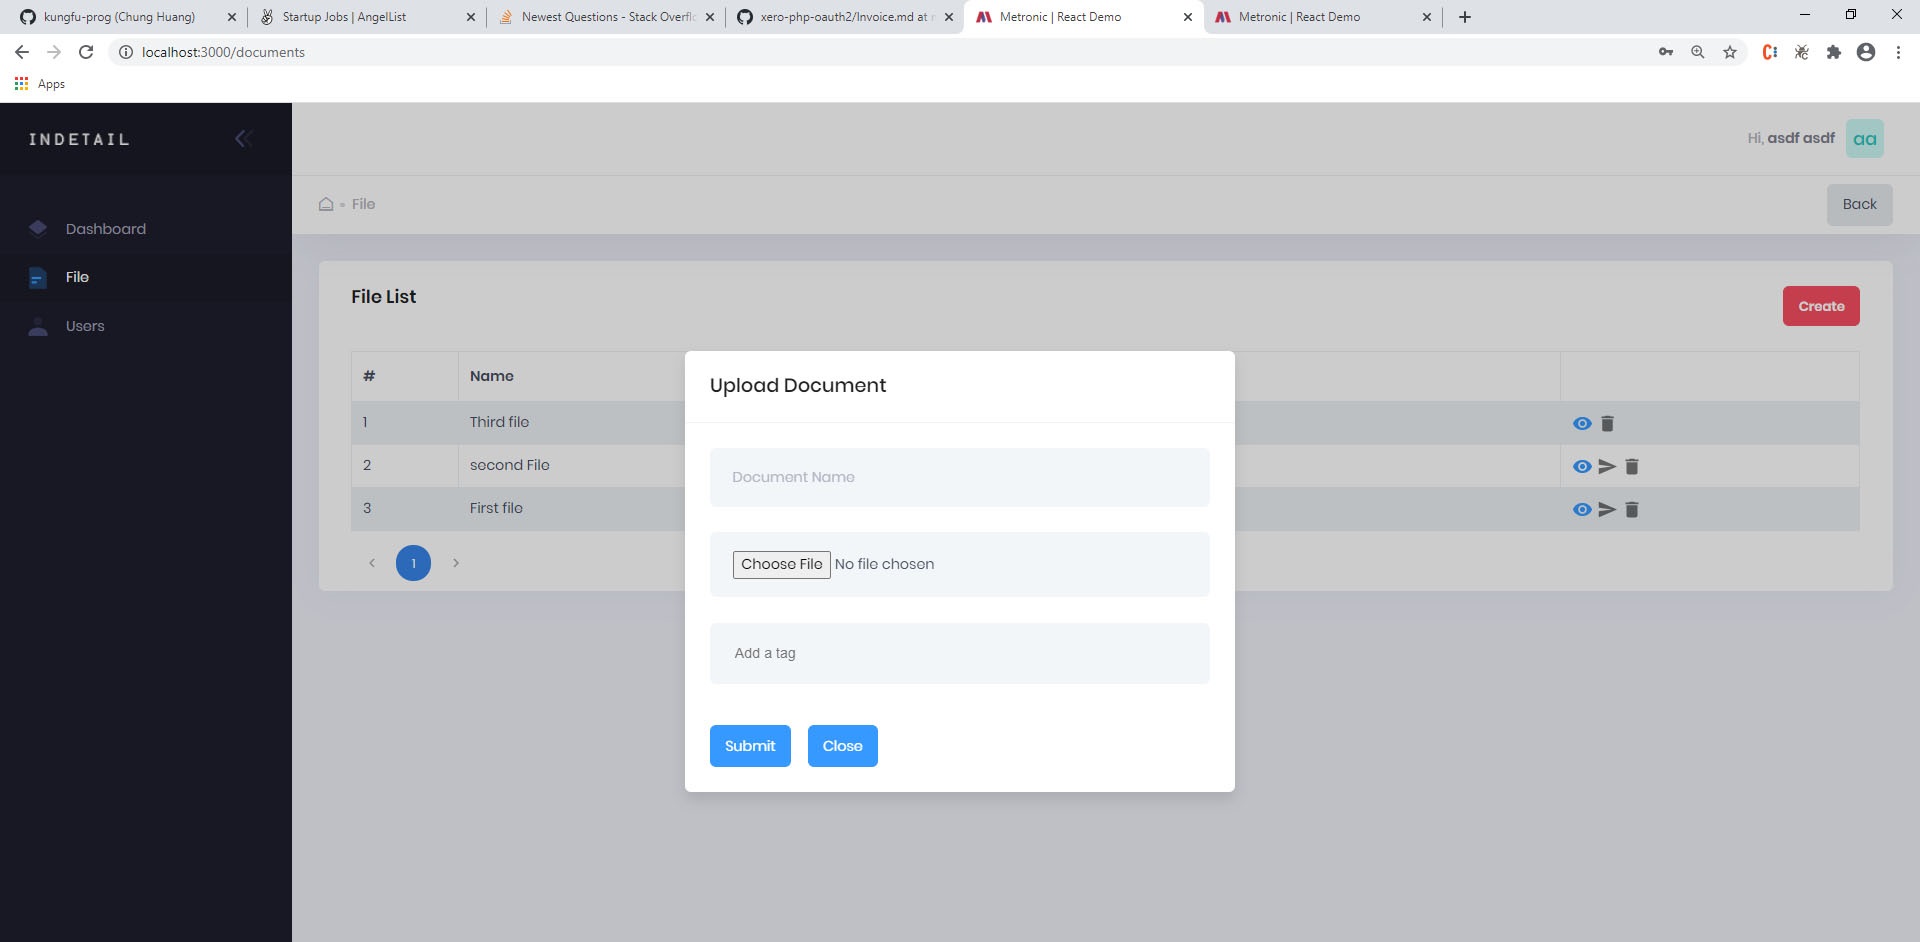 kungfu-prog (Chung Huang)
Startup Jobs | AngelList
Newest Questions - Stack Overfl
xero-php-oauth2/Invoice.md at
Metronic | React Demo
Metronic | React Demo
localhost:3000/documents
Apps
INDETAIL
Hi, asdf asdf
aa
Dashboard
File
Users
File
Back
File List
Create
# Name
1 Third file
2 second File
3 First file
1
Upload Document
Document Name
Choose File No file chosen
Add a tag
Submit Close